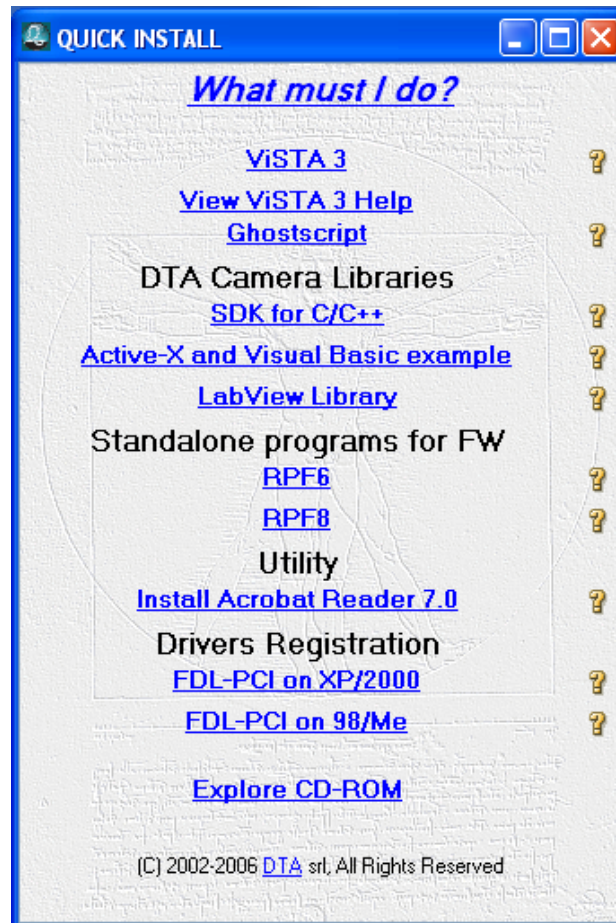 QUICK INSTALL
What must I do?
ViSTA 3
View ViSTA 3 Help
Ghostscript
DTA Camera Libraries
SDK for C/C++
Active-X and Visual Basic example
LabView Library
Standalone programs for FW
RPF6
RPF8
Utility
Install Acrobat Reader 7.0
Drivers Registration
FDL-PCI on XP/2000
FDL-PCI on 98/Me
Explore CD-ROM
(C) 2002-2006 DTA srl, All Rights Reserved